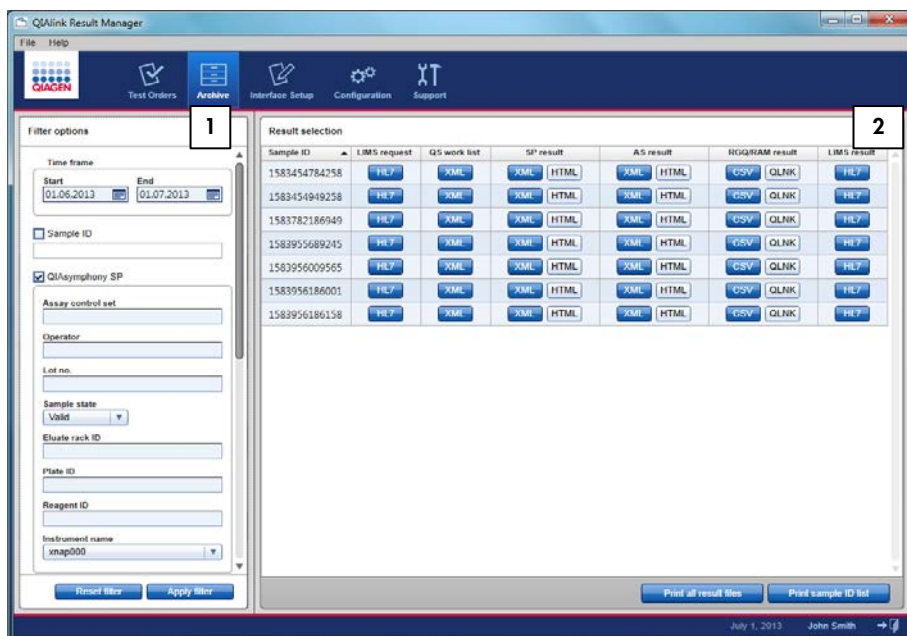 QIAlink Result Manager
File Help
QIAGEN
Test Orders Archive Interface Setup Configuration Support
Filter options
1
Time frame
Start End
01.06.2013 01.07.2013
Sample ID
QIAsymphony SP
Assay control set
Operator
Lot no.
Sample state
Valid
Eluate rack ID
Plate ID
Reagent ID
Instrument name
xnap000
Reset filter Apply filter
Result selection
2
Sample ID LIMS request QS work list SP result AS result RGQ/RAM result LIMS result
1583454784258 HL7 XML XML HTML XML HTML CSV QLNK HL7
1583454949258 HL7 XML XML HTML XML HTML CSV QLNK HL7
1583782186949 HL7 XML XML HTML XML HTML CSV QLNK HL7
1583955689245 HL7 XML XML HTML XML HTML CSV QLNK HL7
1583956009565 HL7 XML XML HTML XML HTML CSV QLNK HL7
1583956186001 HL7 XML XML HTML XML HTML CSV QLNK HL7
1583956186158 HL7 XML XML HTML XML HTML CSV QLNK HL7
Print all result files Print sample ID list
July 1, 2013 John Smith